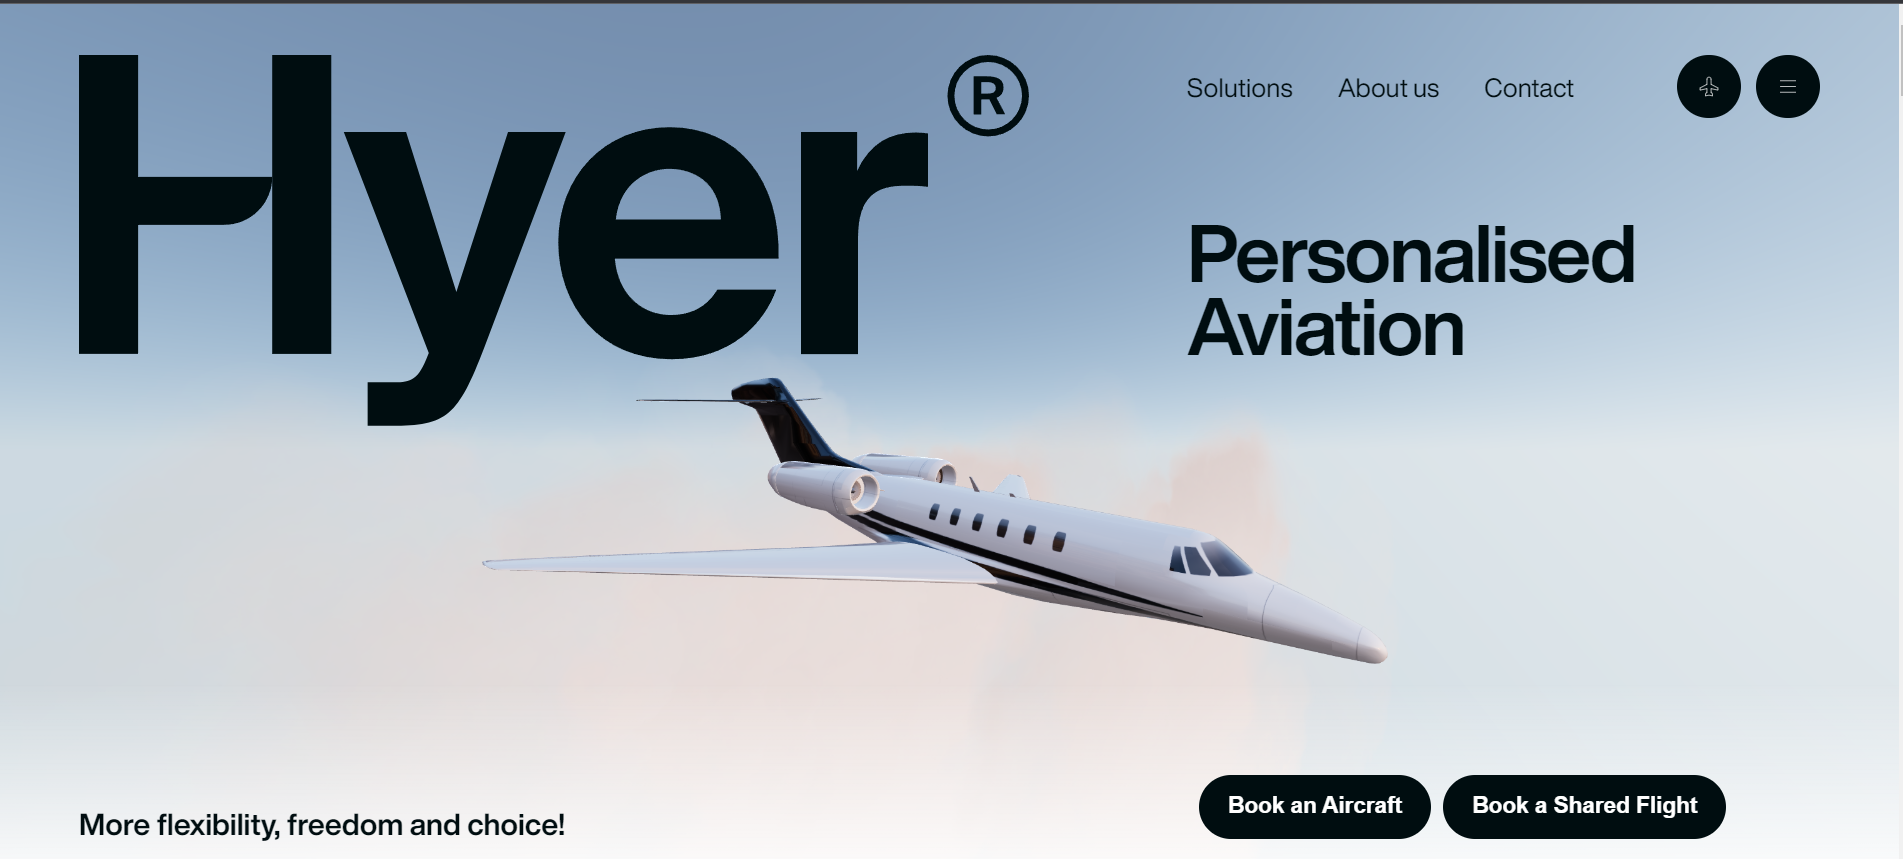 Hyer®
Solutions
About us
Contact
Personalised
Aviation
More flexibility, freedom and choice!
Book an Aircraft
Book a Shared Flight